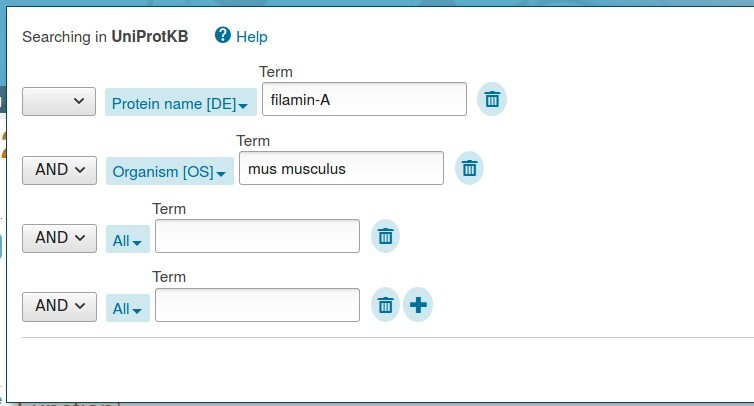 Searching in UniProtKB ? Help
Term
Protein name [DE] filamin-A
Term
AND Organism [OS] mus musculus
Term
AND All
Term
AND All